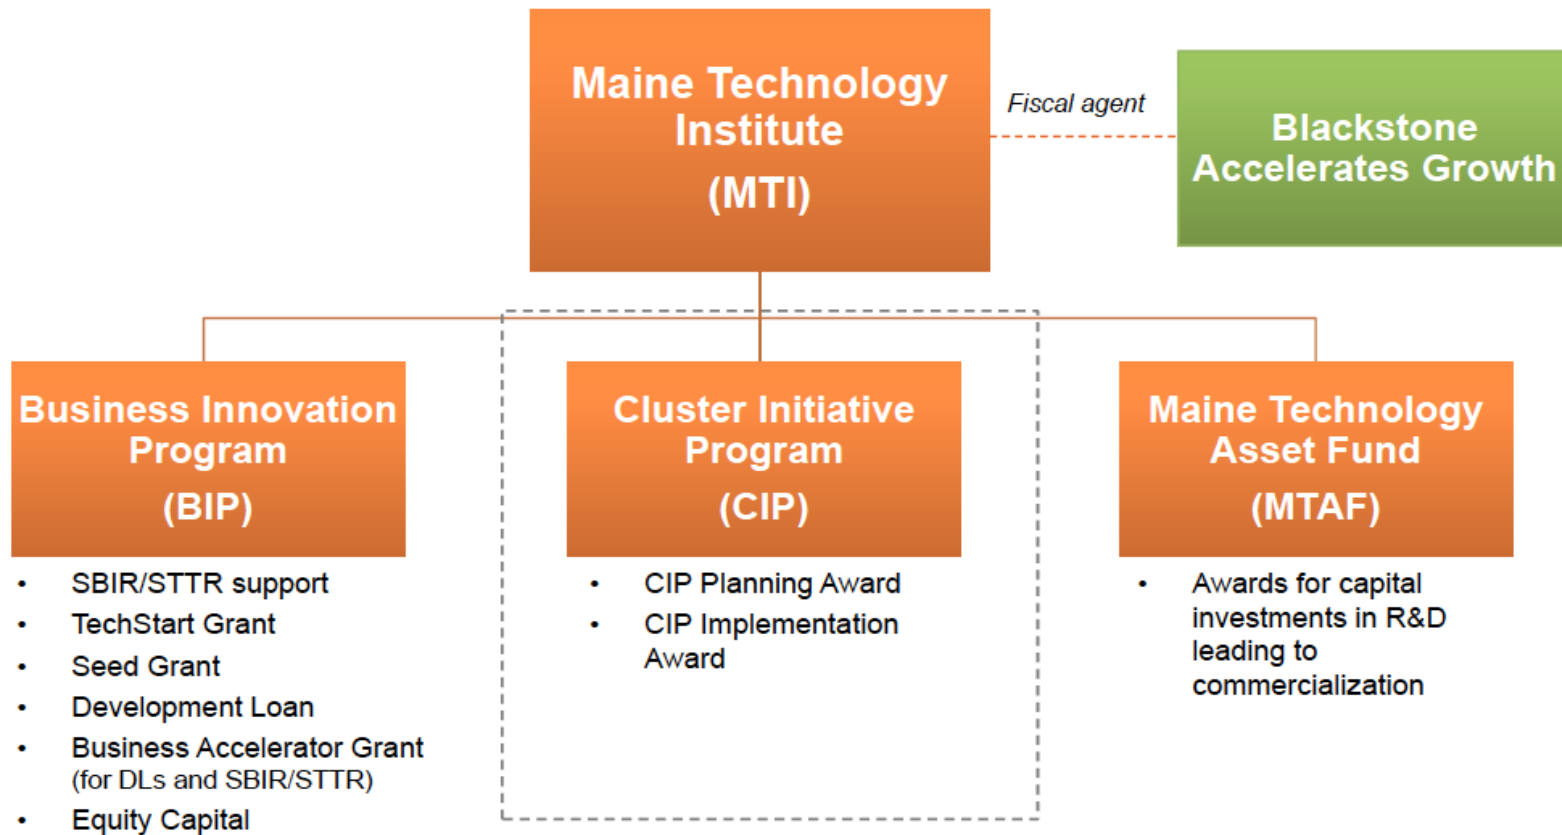 Maine Technology
Institute
(MTI)
Fiscal agent
Blackstone
Accelerates Growth
Business Innovation
Program
(BIP)
• SBIR/STTR support
• TechStart Grant
• Seed Grant
• Development Loan
• Business Accelerator Grant
(for DLs and SBIR/STTR)
• Equity Capital
Cluster Initiative
Program
(CIP)
• CIP Planning Award
• CIP Implementation
Award
Maine Technology
Asset Fund
(MTAF)
• Awards for capital
investments in R&D
leading to
commercialization